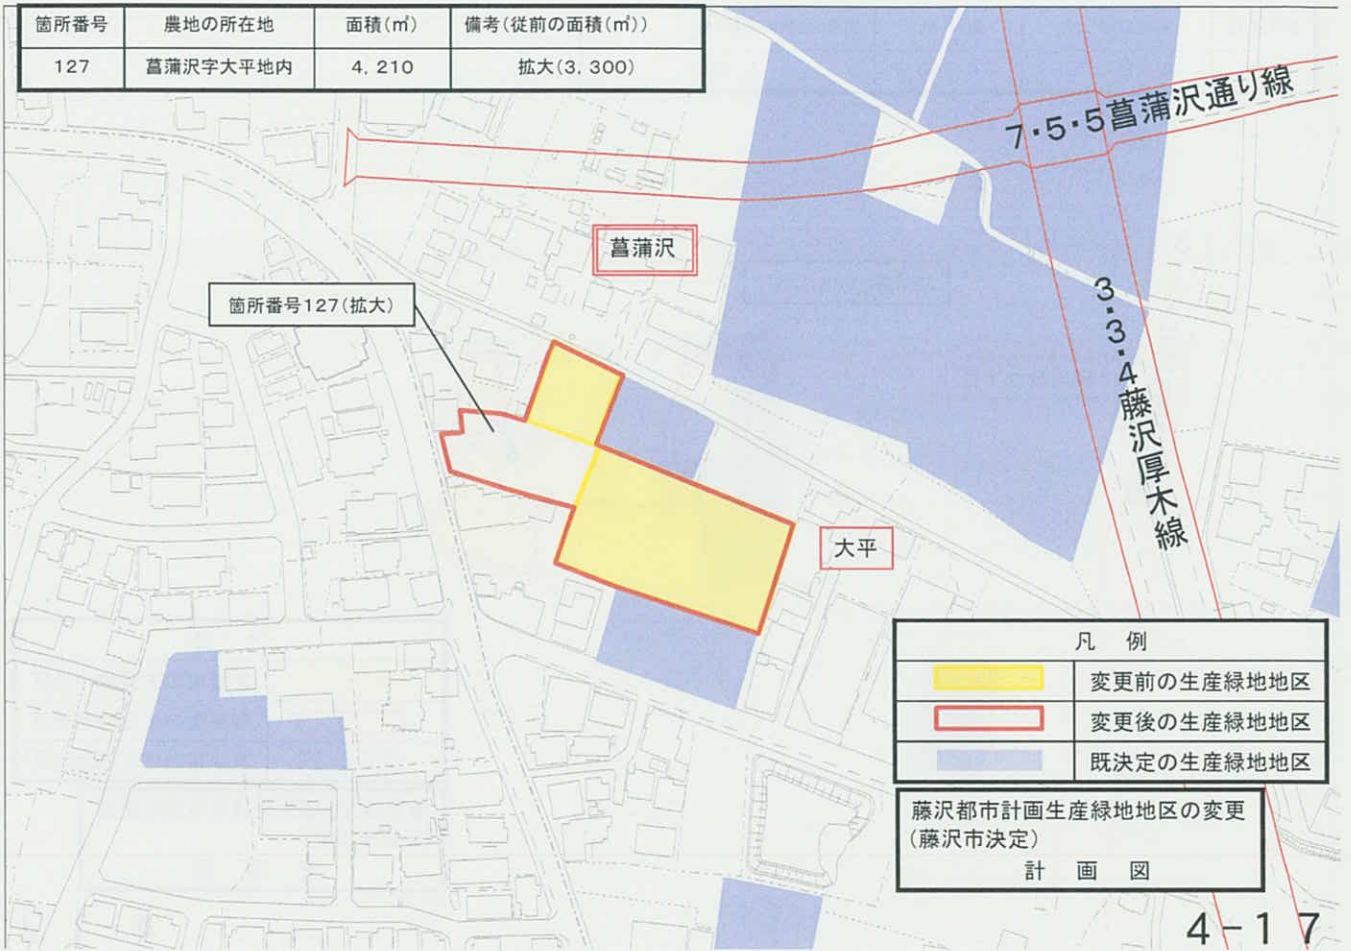 箇所番号 農地の所在地 面積(㎡) 備考(従前の面積(㎡))
127 菖蒲沢字大平地内 4,210 拡大(3,300)
7・5・5菖蒲沢通り線
菖蒲沢
箇所番号127(拡大)
3・3・4藤沢厚木線
大平
凡 例
変更前の生産緑地地区
変更後の生産緑地地区
既決定の生産緑地地区
藤沢都市計画生産緑地地区の変更
(藤沢市決定)
計 画 図
4-17